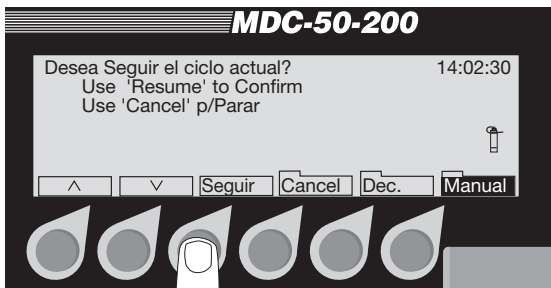 MDC-50-200
Desea Seguir el ciclo actual? 14:02:30
Use 'Resume' to Confirm
Use 'Cancel' p/Parar
Seguir Cancel Dec. Manual